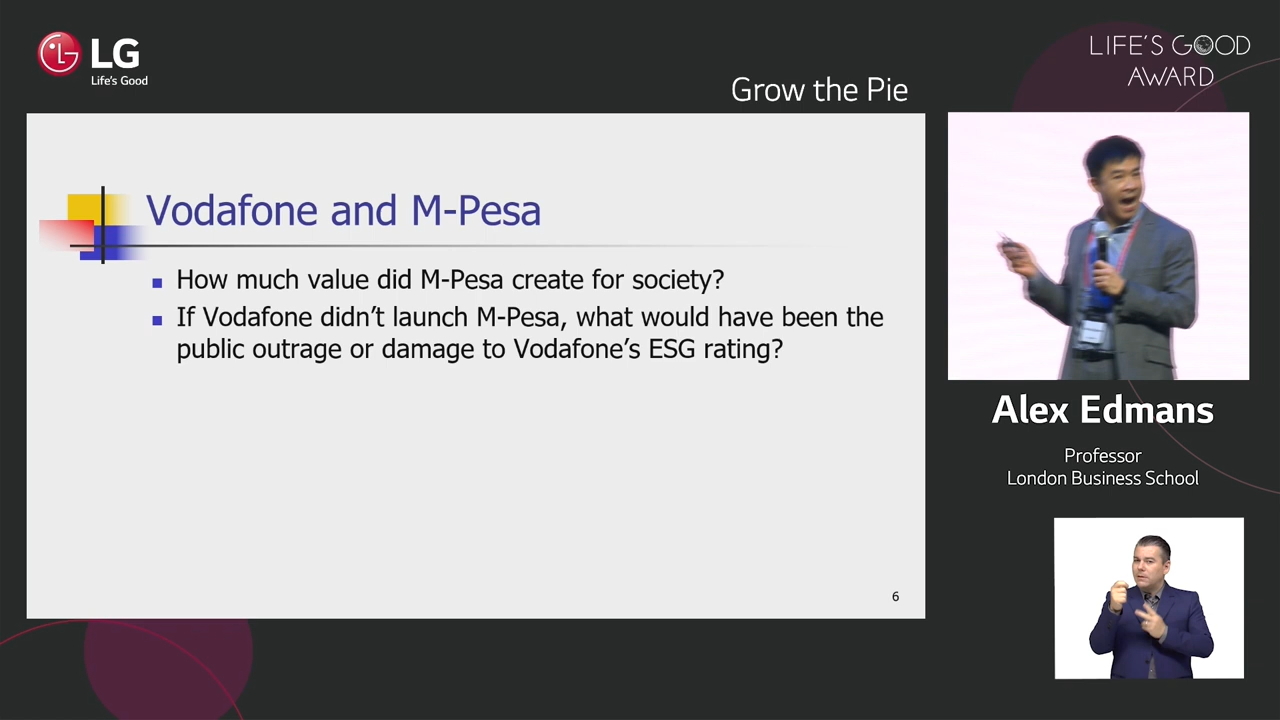 LG
Life's Good
LIFE'S GOOD
AWARD
Grow the Pie
Vodafone and M-Pesa
How much value did M-Pesa create for society?
If Vodafone didn't launch M-Pesa, what would have been the
public outrage or damage to Vodafone's ESG rating?
6
Alex Edmans
Professor
London Business School